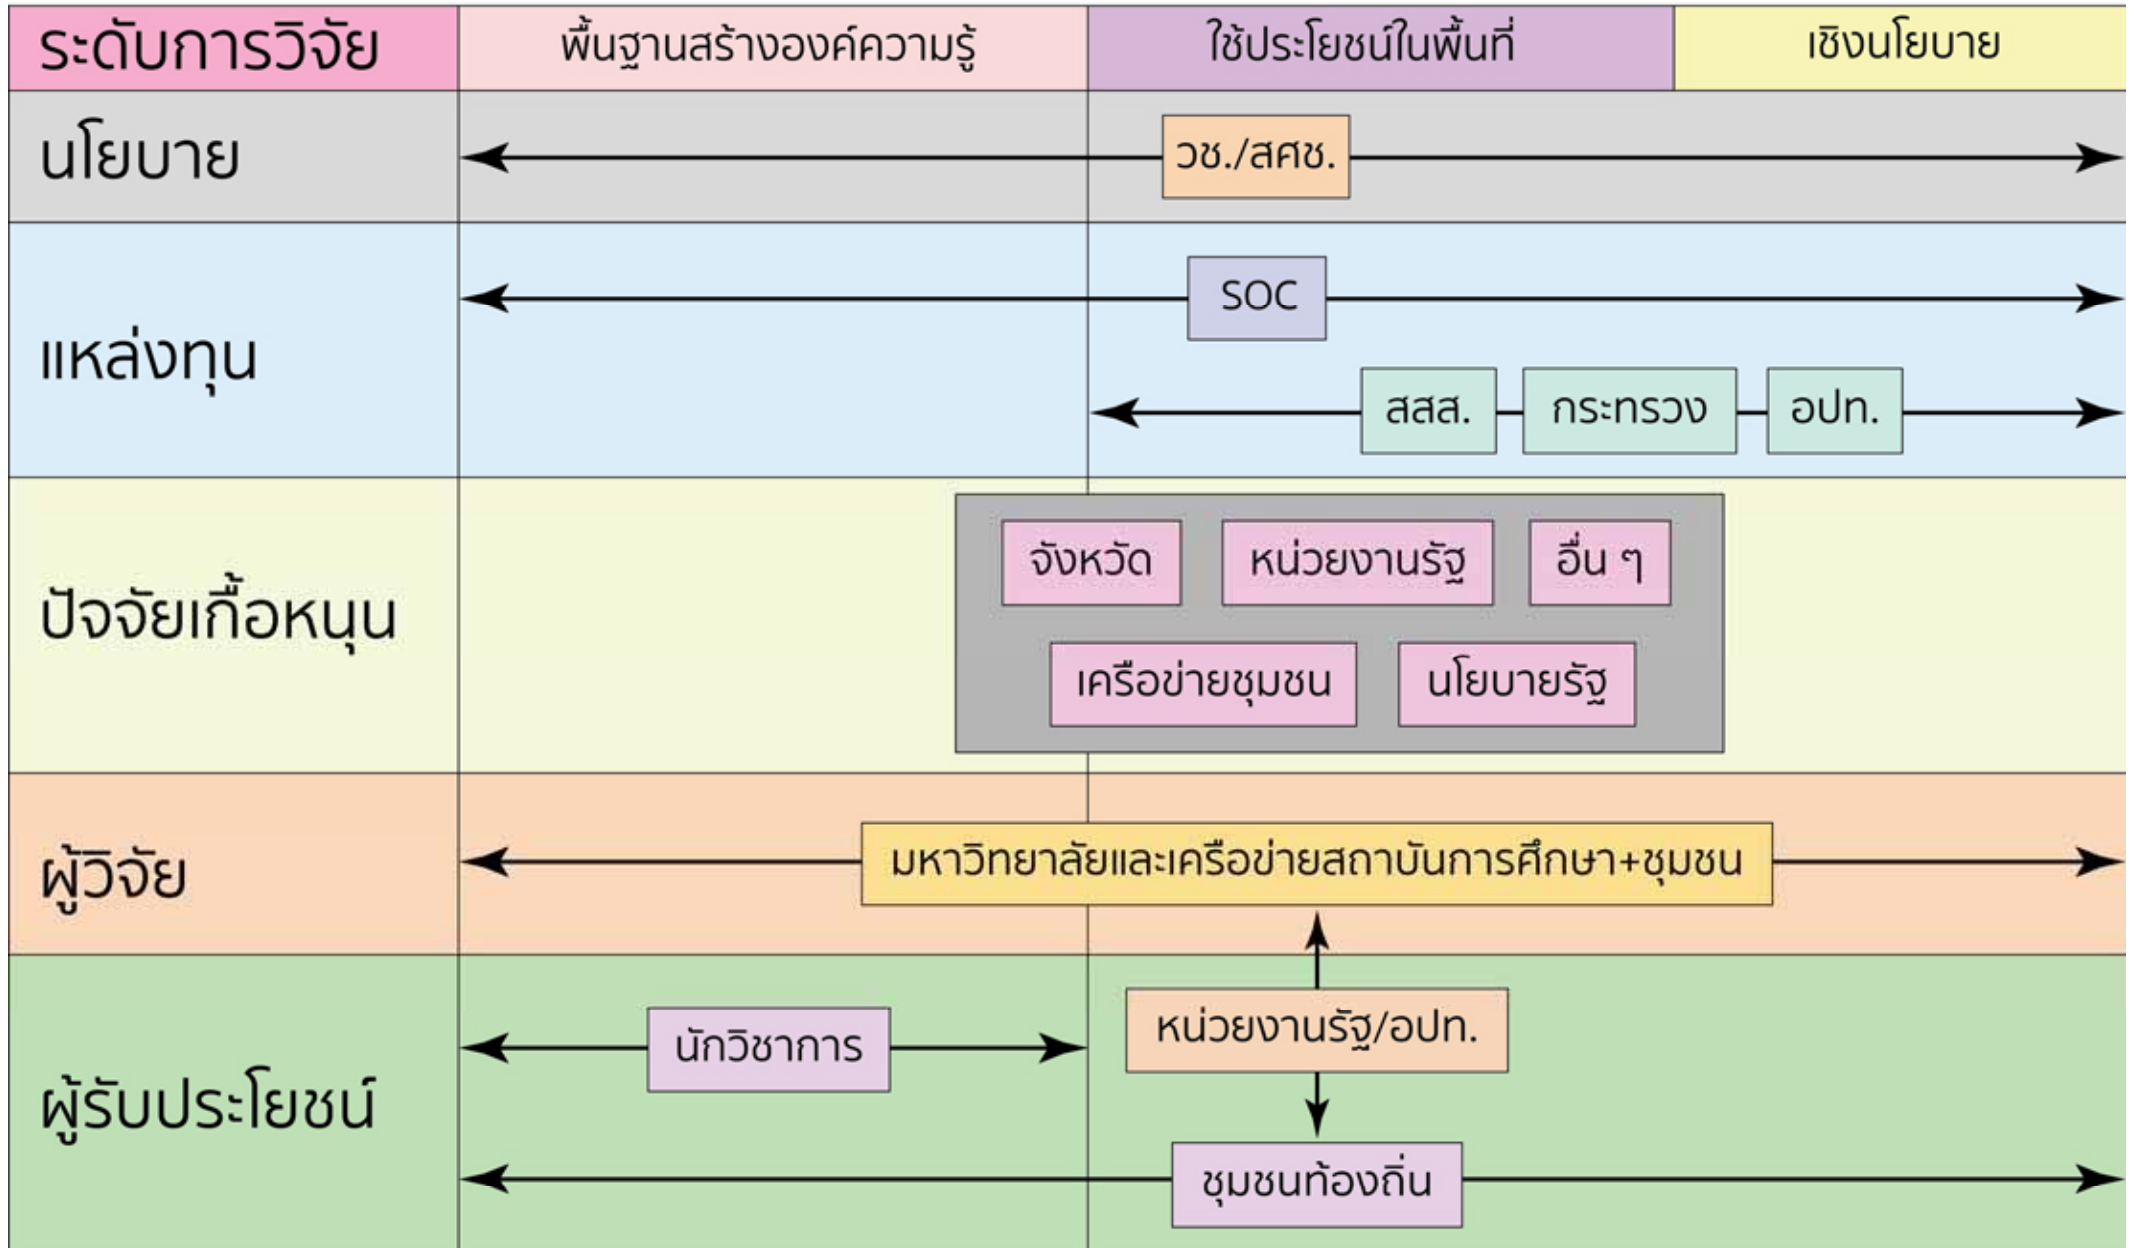 ระดับการวิจัย พื้นฐานสร้างองค์ความรู้ ใช้ประโยชน์ในพื้นที่ เชิงนโยบาย
นโยบาย วช./สศช.
SOC
แหล่งทุน
สสส. กระทรวง อปท.
จังหวัด หน่วยงานรัฐ อื่น ๆ
ปัจจัยเกื้อหนุน
เครือข่ายชุมชน นโยบายรัฐ
ผู้วิจัย มหาวิทยาลัยและเครือข่ายสถาบันการศึกษา+ชุมชน
นักวิชาการ หน่วยงานรัฐ/อปท.
ผู้รับประโยชน์
ชุมชนท้องถิ่น